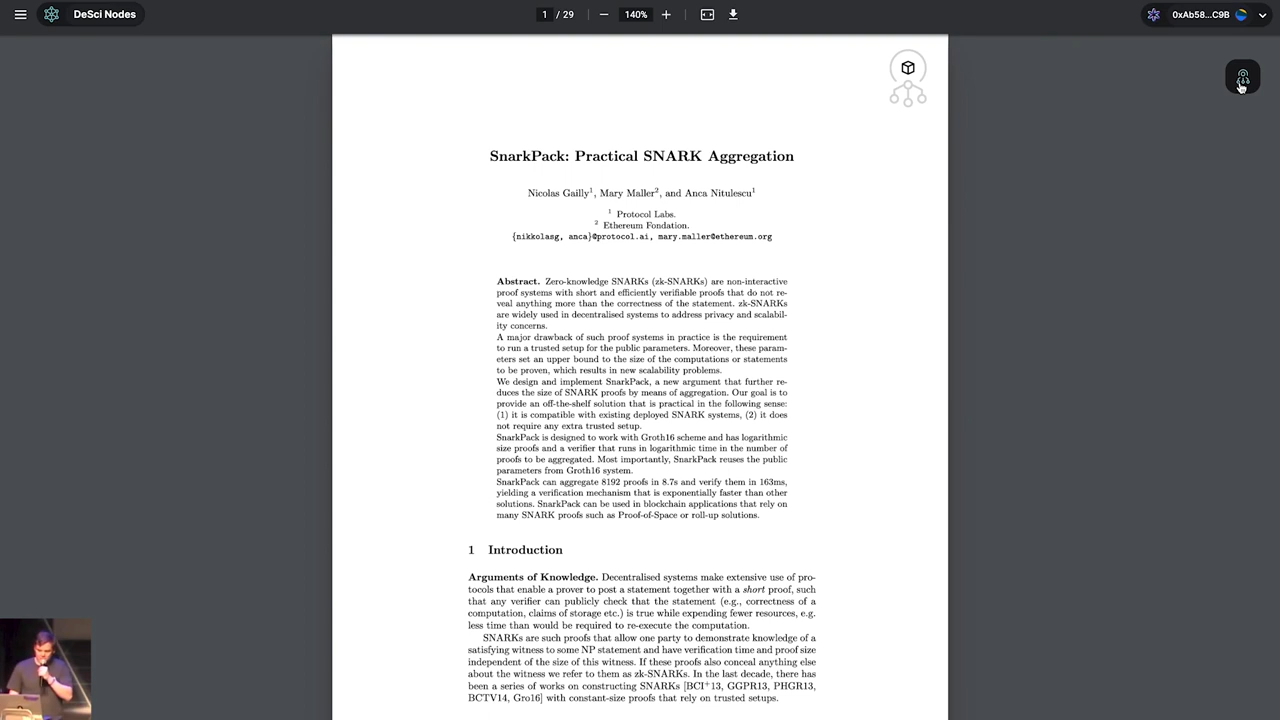 DeSci Nodes
1 / 29
140%
0xAb58...C9B
SnarkPack: Practical SNARK Aggregation
Nicolas Gailly1, Mary Maller2, and Anca Nitulescu1
1 Protocol Labs.
2 Ethereum Fondation.
{nikkolasg, anca}@protocol.ai, mary.maller@ethereum.org
Abstract. Zero-knowledge SNARKs (zk-SNARKs) are non-interactive
proof systems with short and efficiently verifiable proofs that do not re-
veal anything more than the correctness of the statement. zk-SNARKs
are widely used in decentralised systems to address privacy and scalabil-
ity concerns.
A major drawback of such proof systems in practice is the requirement
to run a trusted setup for the public parameters. Moreover, these param-
eters set an upper bound to the size of the computations or statements
to be proven, which results in new scalability problems.
We design and implement SnarkPack, a new argument that further re-
duces the size of SNARK proofs by means of aggregation. Our goal is to
provide an off-the-shelf solution that is practical in the following sense:
(1) it is compatible with existing deployed SNARK systems, (2) it does
not require any extra trusted setup.
SnarkPack is designed to work with Groth16 scheme and has logarithmic
size proofs and a verifier that runs in logarithmic time in the number of
proofs to be aggregated. Most importantly, SnarkPack reuses the public
parameters from Groth16 system.
SnarkPack can aggregate 8192 proofs in 8.7s and verify them in 163ms,
yielding a verification mechanism that is exponentially faster than other
solutions. SnarkPack can be used in blockchain applications that rely on
many SNARK proofs such as Proof-of-Space or roll-up solutions.
1 Introduction
Arguments of Knowledge. Decentralised systems make extensive use of pro-
tocols that enable a prover to post a statement together with a short proof, such
that any verifier can publicly check that the statement (e.g., correctness of a
computation, claims of storage etc.) is true while expending fewer resources, e.g.
less time than would be required to re-execute the computation.
SNARKs are such proofs that allow one party to demonstrate knowledge of a
satisfying witness to some NP statement and have verification time and proof size
independent of the size of this witness. If these proofs also conceal anything else
about the witness we refer to them as zk-SNARKs. In the last decade, there has
been a series of works on constructing SNARKs [BCI+13, GGPR13, PHGR13,
BCTV14, Gro16] with constant-size proofs that rely on trusted setups.